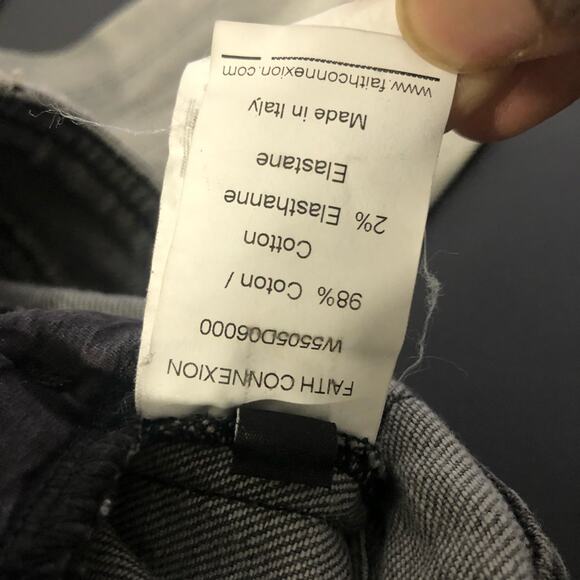 FAITH CONNEXION
W5505D06000
98% Coton /
Cotton
2% Elasthanne
Elastane
Made in Italy
www.faithconnexion.com